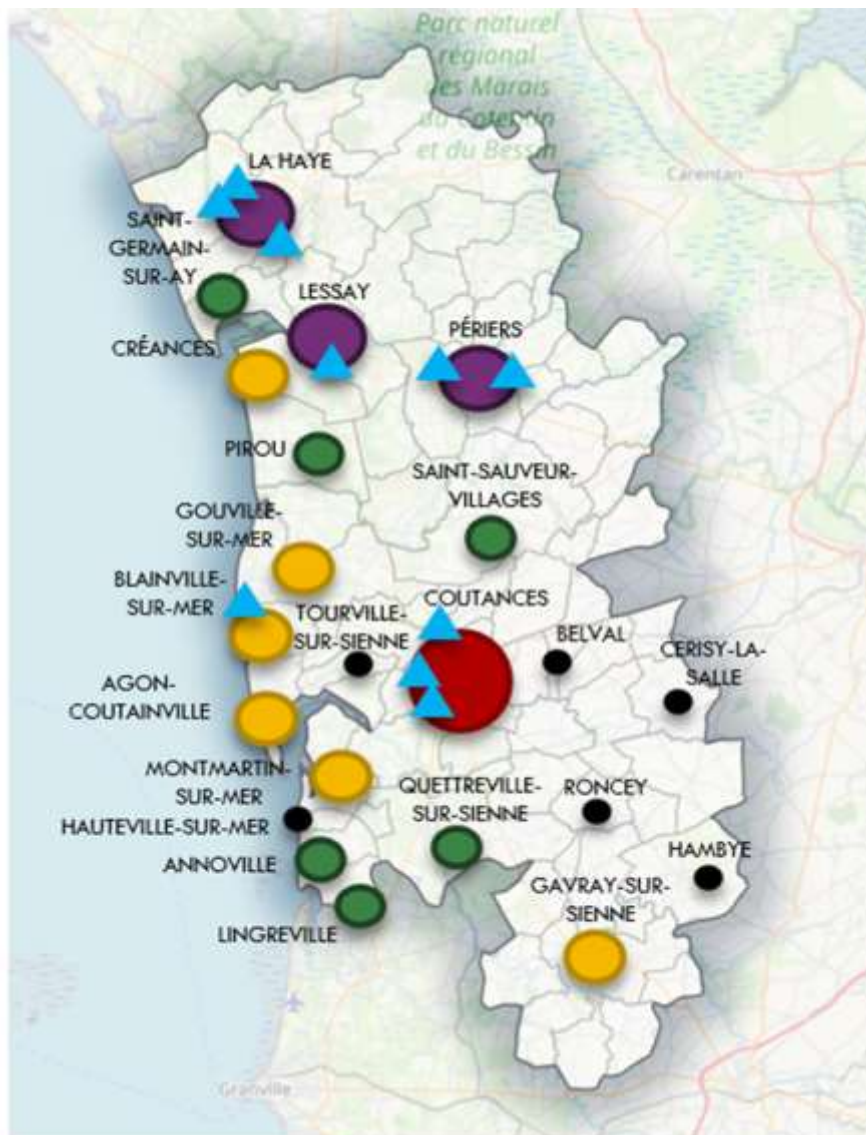 Parc naturel
régional
des Marais
du Cotentin
et du Bessin
Carentan
LA HAYE
SAINT-
GERMAIN-
SUR-AY
LESSAY
PÉRIERS
CRÉANCES
PIROU
SAINT-SAUVEUR-
VILLAGES
GOUVILLE-
SUR-MER
BLAINVILLE-
SUR-MER
COUTANCES
TOURVILLE-
SUR-SIENNE
BELVAL
CERISY-LA-
SALLE
AGON-
COUTAINVILLE
MONTMARTIN-
SUR-MER
QUETTREVILLE-
SUR-SIENNE
RONCEY
HAUTEVILLE-SUR-MER
HAMBYE
ANNOVILLE
GAVRAY-SUR-
SIENNE
LINGREVILLE
Granville